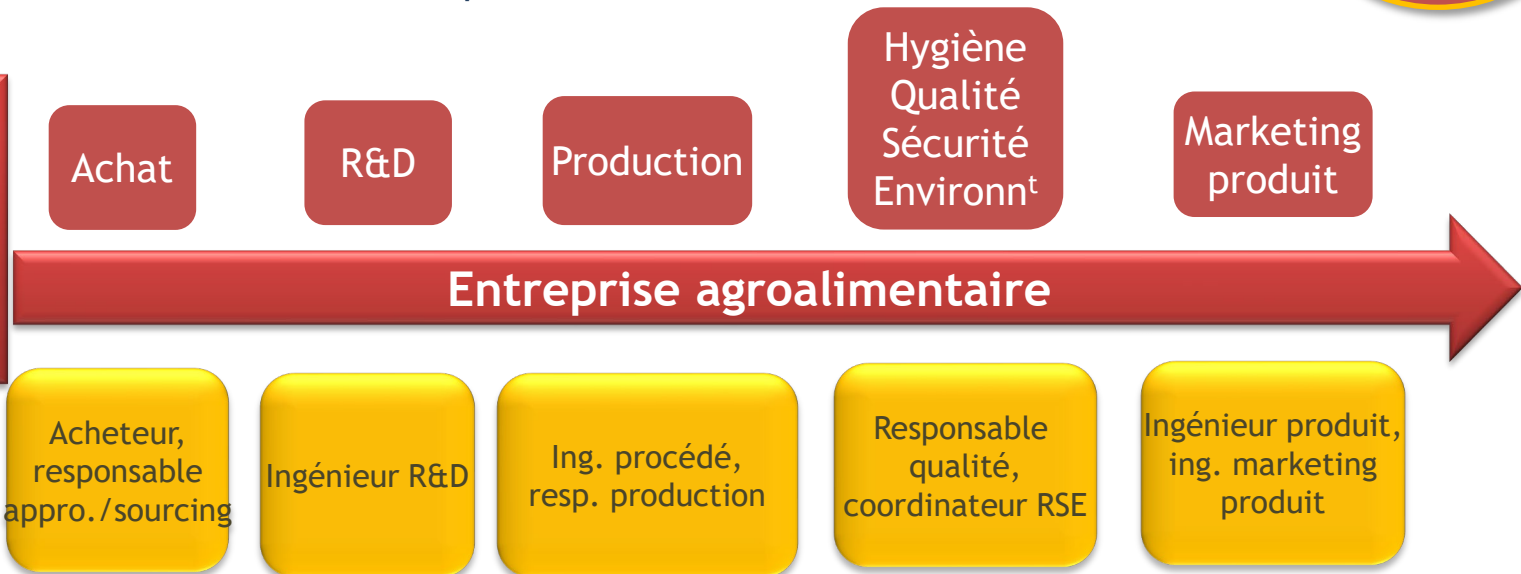 Hygiène
Qualité
Sécurité
Environnᵗ
Achat
R&D
Production
Marketing
produit
Entreprise agroalimentaire
Acheteur,
responsable
appro./sourcing
Ingénieur R&D
Ing. procédé,
resp. production
Responsable
qualité,
coordinateur RSE
Ingénieur produit,
ing. marketing
produit